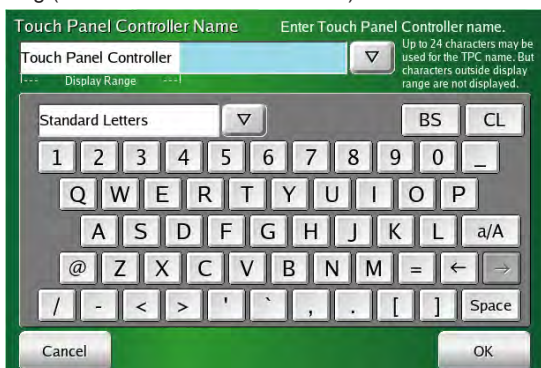 Touch Panel Controller Name
Enter Touch Panel Controller name.
Touch Panel Controller
▽
Up to 24 characters may be
used for the TPC name. But
characters outside display
range are not displayed.
|--- Display Range ---|
Standard Letters
▽
BS CL
1 2 3 4 5 6 7 8 9 0 _
Q W E R T Y U I O P
A S D F G H J K L a/A
@ Z X C V B N M = ← →
/ - < > ' ` , . [ ] Space
Cancel OK